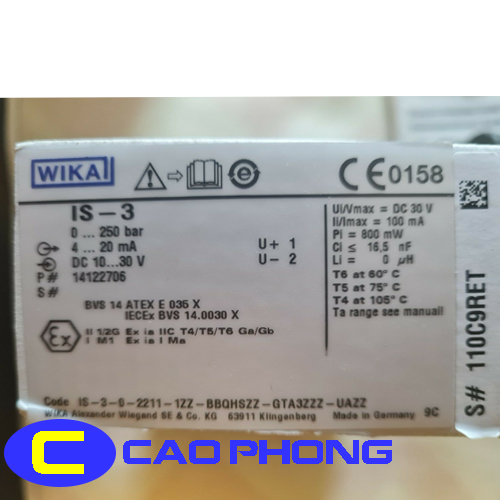 WIKA
CE0158
IS-3
0 ... 250 bar
4 ... 20 mA
DC 10...30 V
P# 14122706
S#
U+ 1
U- 2
Ui/Vmax = DC 30 V
Ii/Imax = 100 mA
Pi = 800 mW
Ci ≤ 16,5 nF
Li = 0 µH
T6 at 60° C
T5 at 75° C
T4 at 105° C
Ta range see manual
BVS 14 ATEX E 035 X
IECEx BVS 14.0030 X
Ex
II 1/2G Ex ia IIC T4/T5/T6 Ga/Gb
I M1 Ex ia I Ma
Code IS-3-0-2211-1ZZ-BBQHSZZ-GTA3ZZZ-UAZZ
WIKA Alexander Wiegand SE & Co. KG 63911 Klingenberg Made in Germany 9C
S# 110C9RET
C CAO PHONG